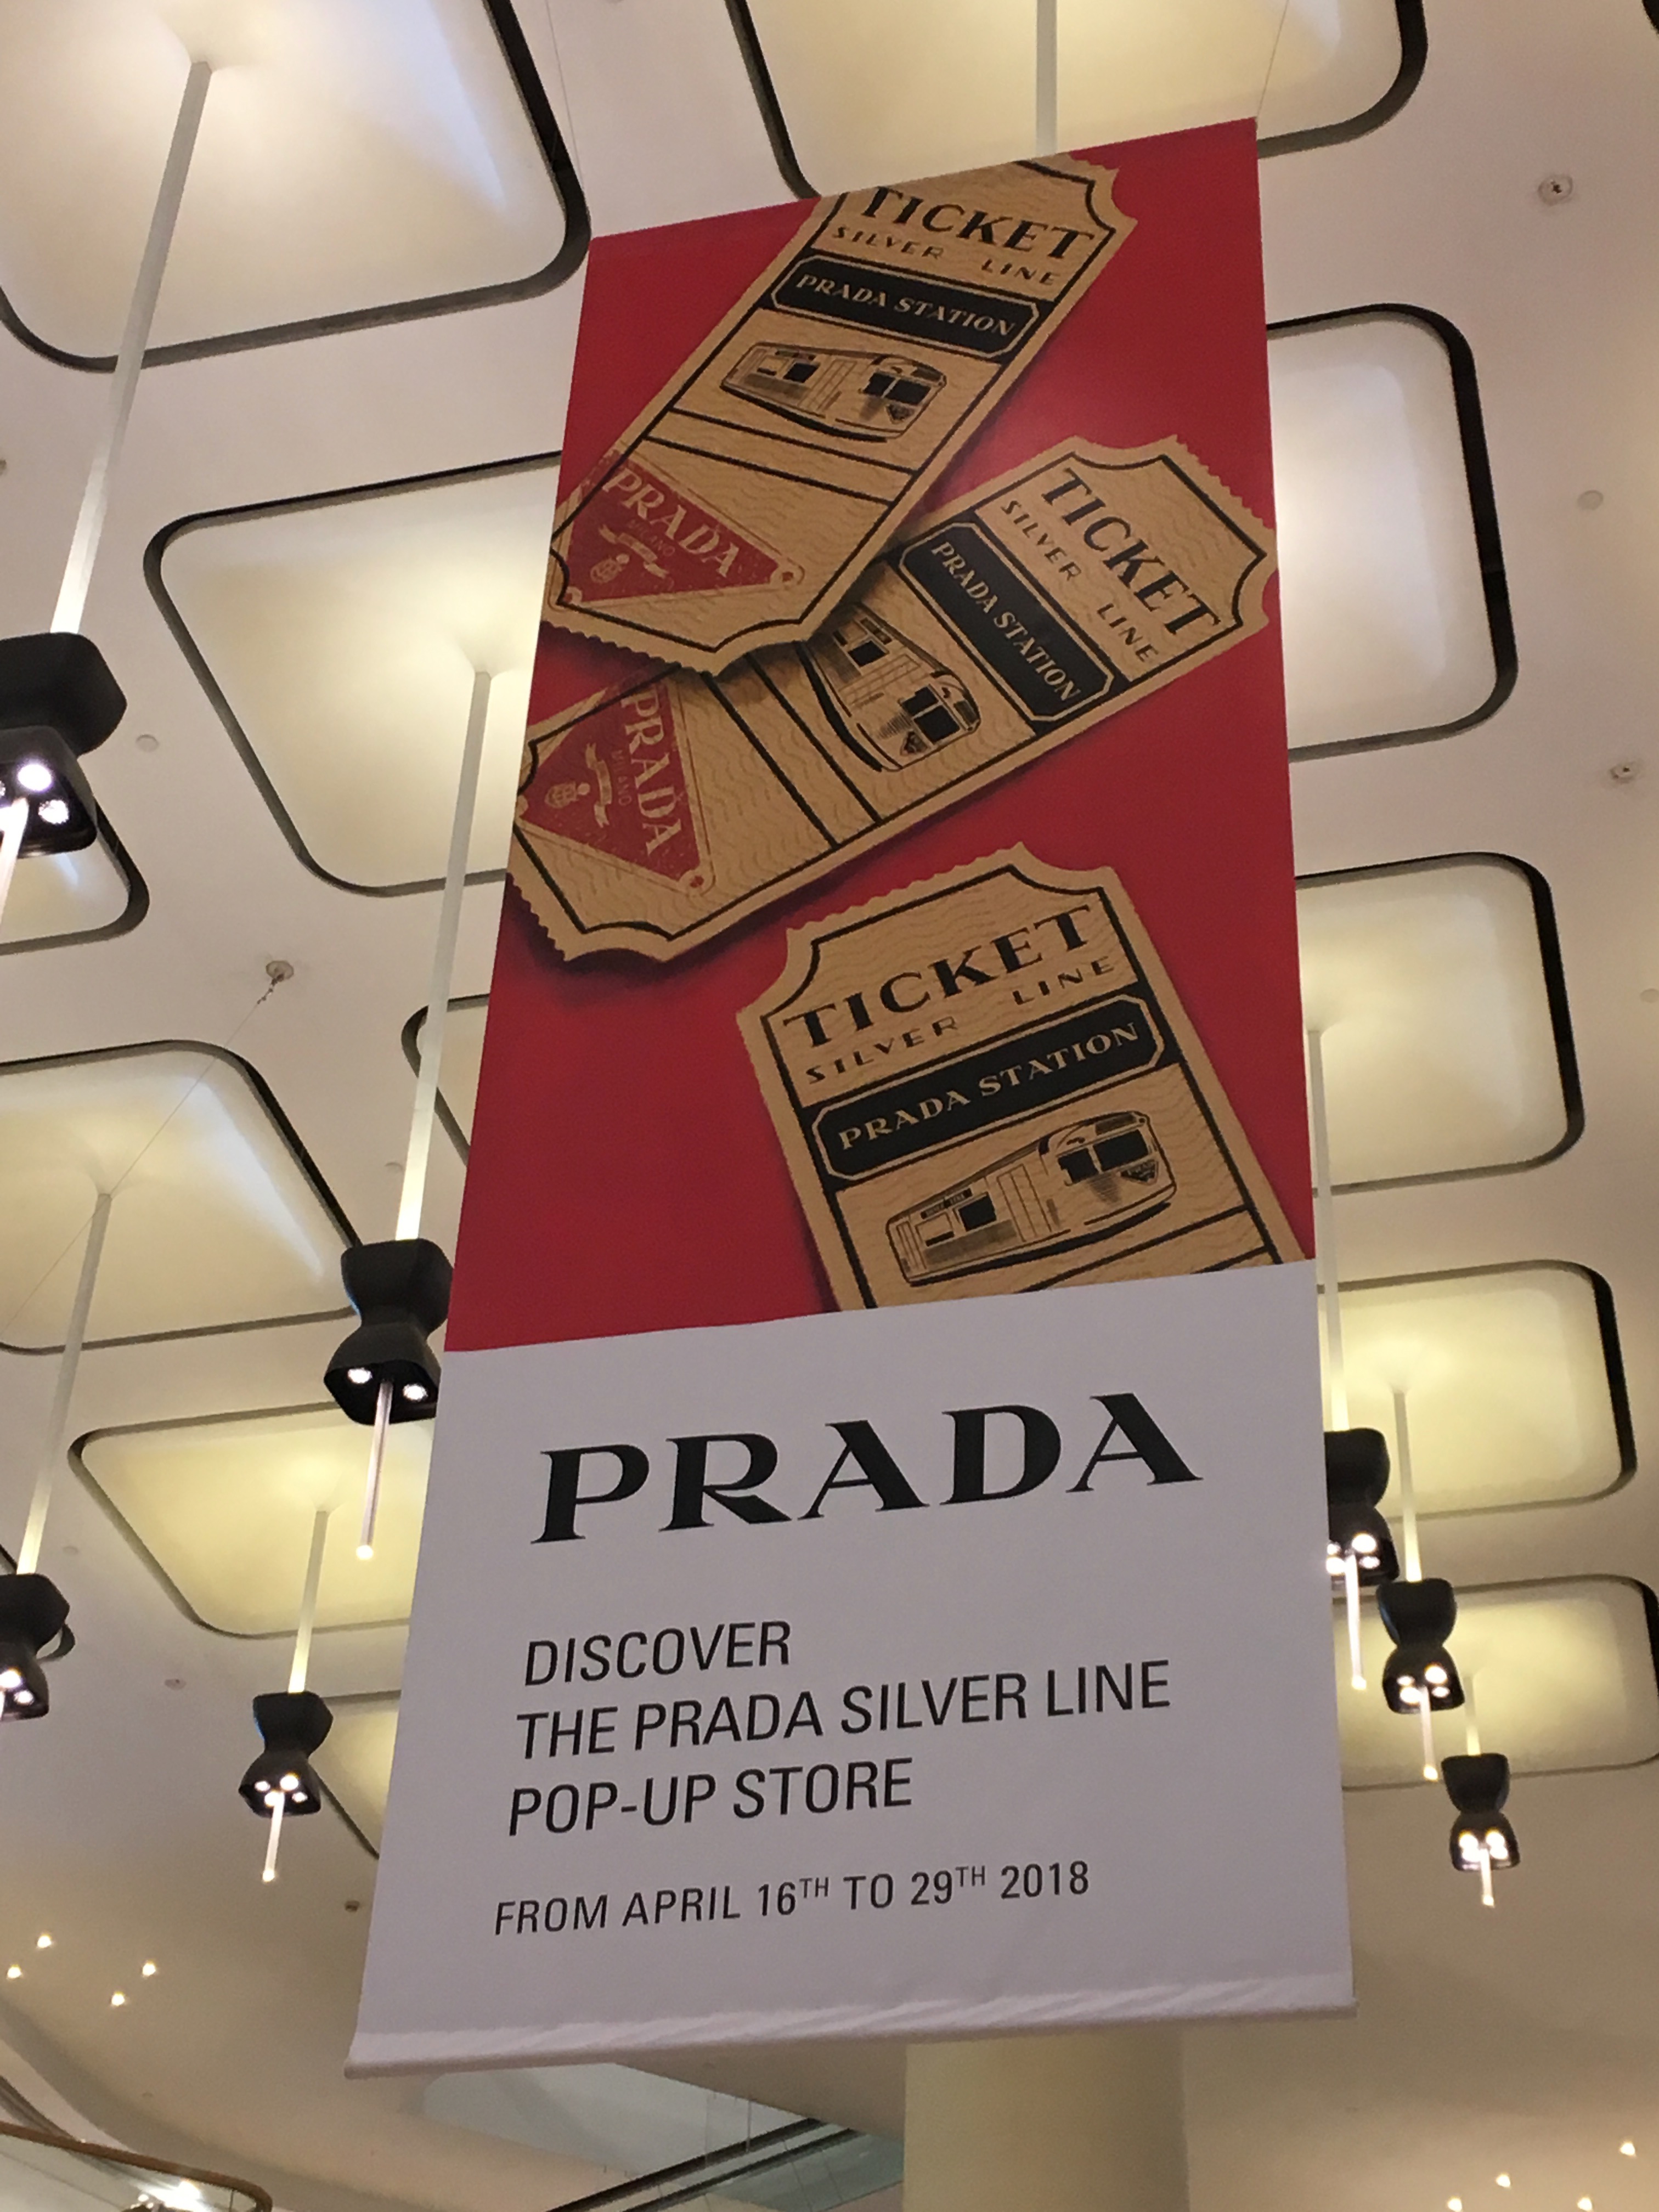 TICKET
SILVER LINE
PRADA STATION
PRADA
MILANO
TICKET
SILVER LINE
PRADA STATION
PRADA
MILANO
TICKET
SILVER LINE
PRADA STATION
PRADA
DISCOVER
THE PRADA SILVER LINE
POP-UP STORE
FROM APRIL 16TH TO 29TH 2018